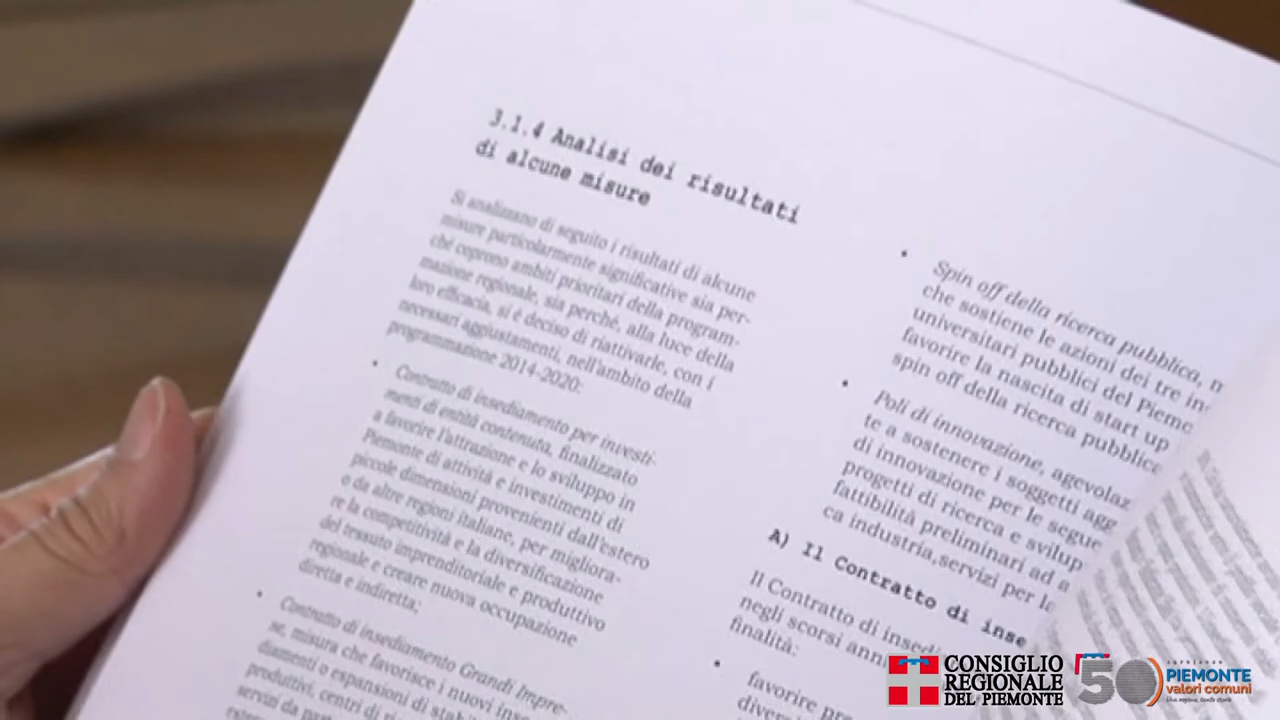 3.1.4 Analisi dei risultati
di alcune misure
Si analizzano di seguito i risultati di alcune
misure particolarmente significative sia per-
ché coprono ambiti prioritari della program-
mazione regionale, sia perché, alla luce della
loro efficacia, si è deciso di riattivarle, con i
necessari aggiustamenti, nell'ambito della
programmazione 2014-2020:
• Contratto di insediamento per investi-
menti di entità contenuta, finalizzato
a favorire l'attrazione e lo sviluppo in
Piemonte di attività e investimenti di
piccole dimensioni provenienti dall'estero
o da altre regioni italiane, per migliora-
re la competitività e la diversificazione
del tessuto imprenditoriale e produttivo
regionale e creare nuova occupazione
diretta e indiretta;
• Contratto di insediamento Grandi Impre-
se, misura che favorisce i nuovi inse-
diamenti o espansioni di stabi
produttivi, centri di ri
servizi da
• Spin off della ricerca pubblica,
che sostiene le azioni dei tre
universitari pubblici del Piemo
favorire la nascita di start up
spin off della ricerca pubblica
• Poli di innovazione, agevolaz
te a sostenere i soggetti agg
di innovazione per le segue
progetti di ricerca e svilup
fattibilità preliminari ad a
ca industria,servizi per l
A) Il Contratto di inse
Il Contratto di insedi
negli scorsi ann
finalità:
• favorire pre
diver
CONSIGLIO
REGIONALE
DEL PIEMONTE
50
PIEMONTE
valori comuni